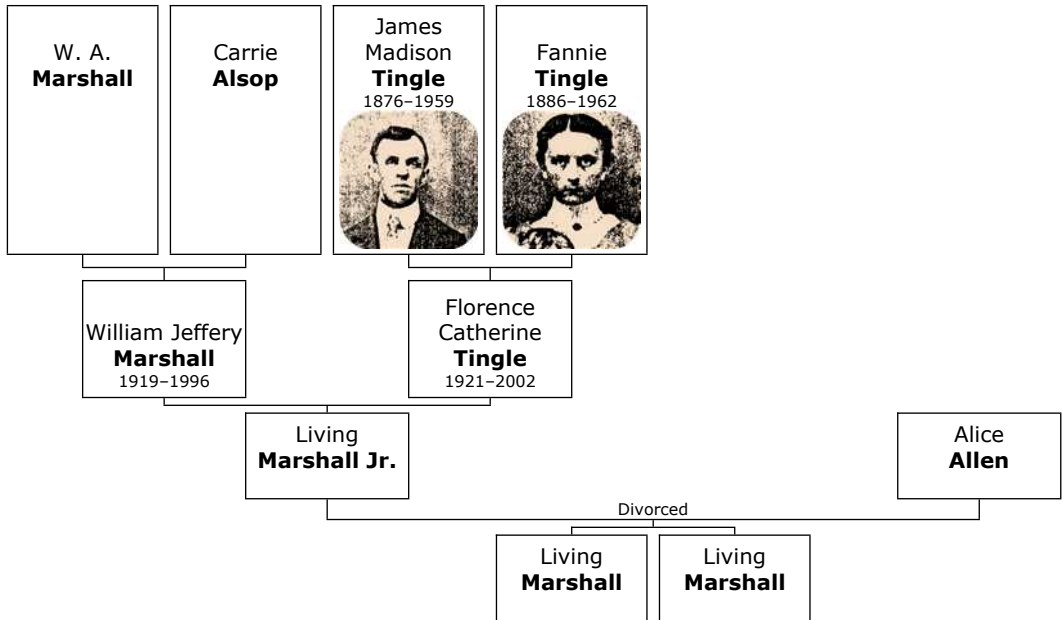 W. A.
Marshall
Carrie
Alsop
James
Madison
Tingle
1876–1959
Fannie
Tingle
1886–1962
William Jeffery
Marshall
1919–1996
Florence
Catherine
Tingle
1921–2002
Living
Marshall Jr.
Alice
Allen
Divorced
Living
Marshall
Living
Marshall